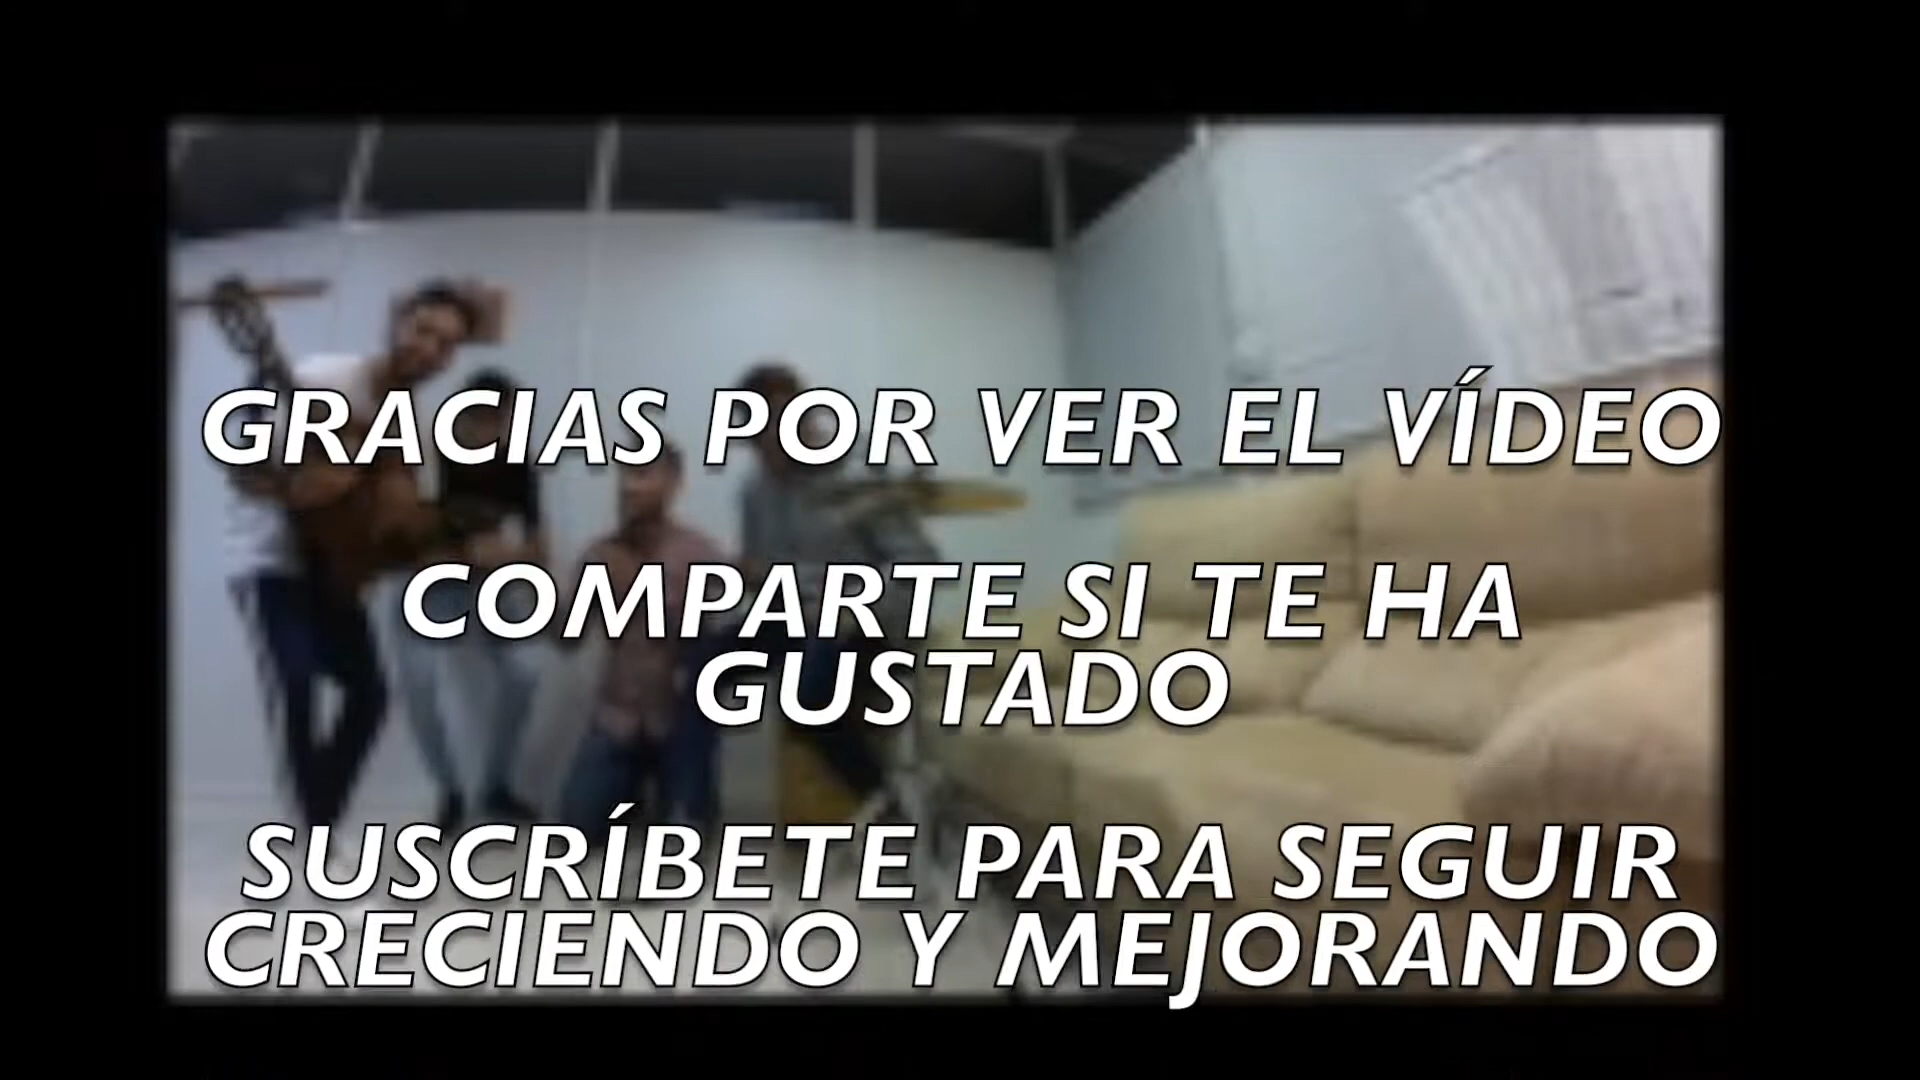 GRACIAS POR VER EL VÍDEO
COMPARTE SI TE HA
GUSTADO
SUSCRÍBETE PARA SEGUIR
CRECIENDO Y MEJORANDO